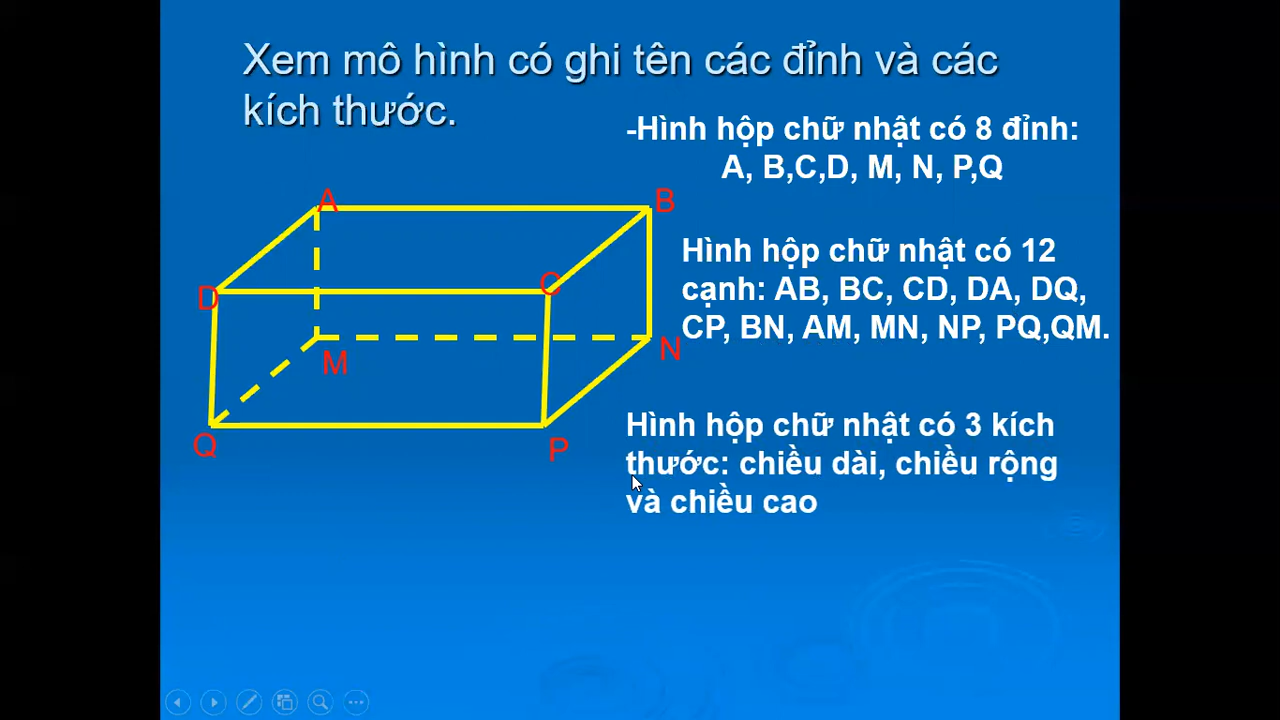 Xem mô hình có ghi tên các đỉnh và các
kích thước.
-Hình hộp chữ nhật có 8 đỉnh:
A, B,C,D, M, N, P,Q
A
B
D
C
M
N
Q
P
Hình hộp chữ nhật có 12
cạnh: AB, BC, CD, DA, DQ,
CP, BN, AM, MN, NP, PQ,QM.
Hình hộp chữ nhật có 3 kích
thước: chiều dài, chiều rộng
và chiều cao